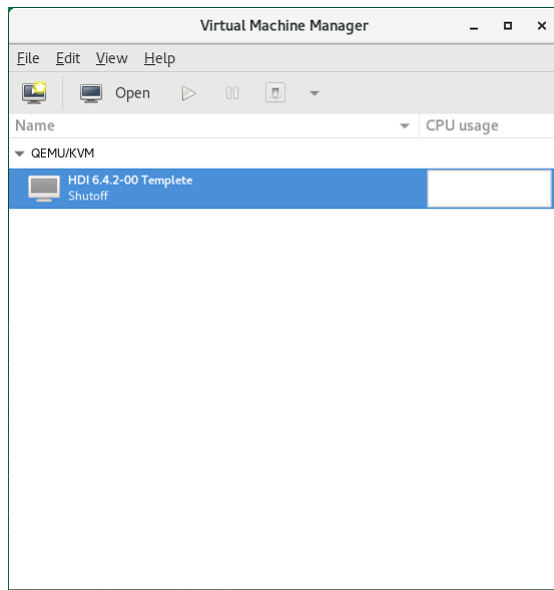 Virtual Machine Manager
File Edit View Help
Open
Name CPU usage
QEMU/KVM
HDI 6.4.2-00 Templete
Shutoff